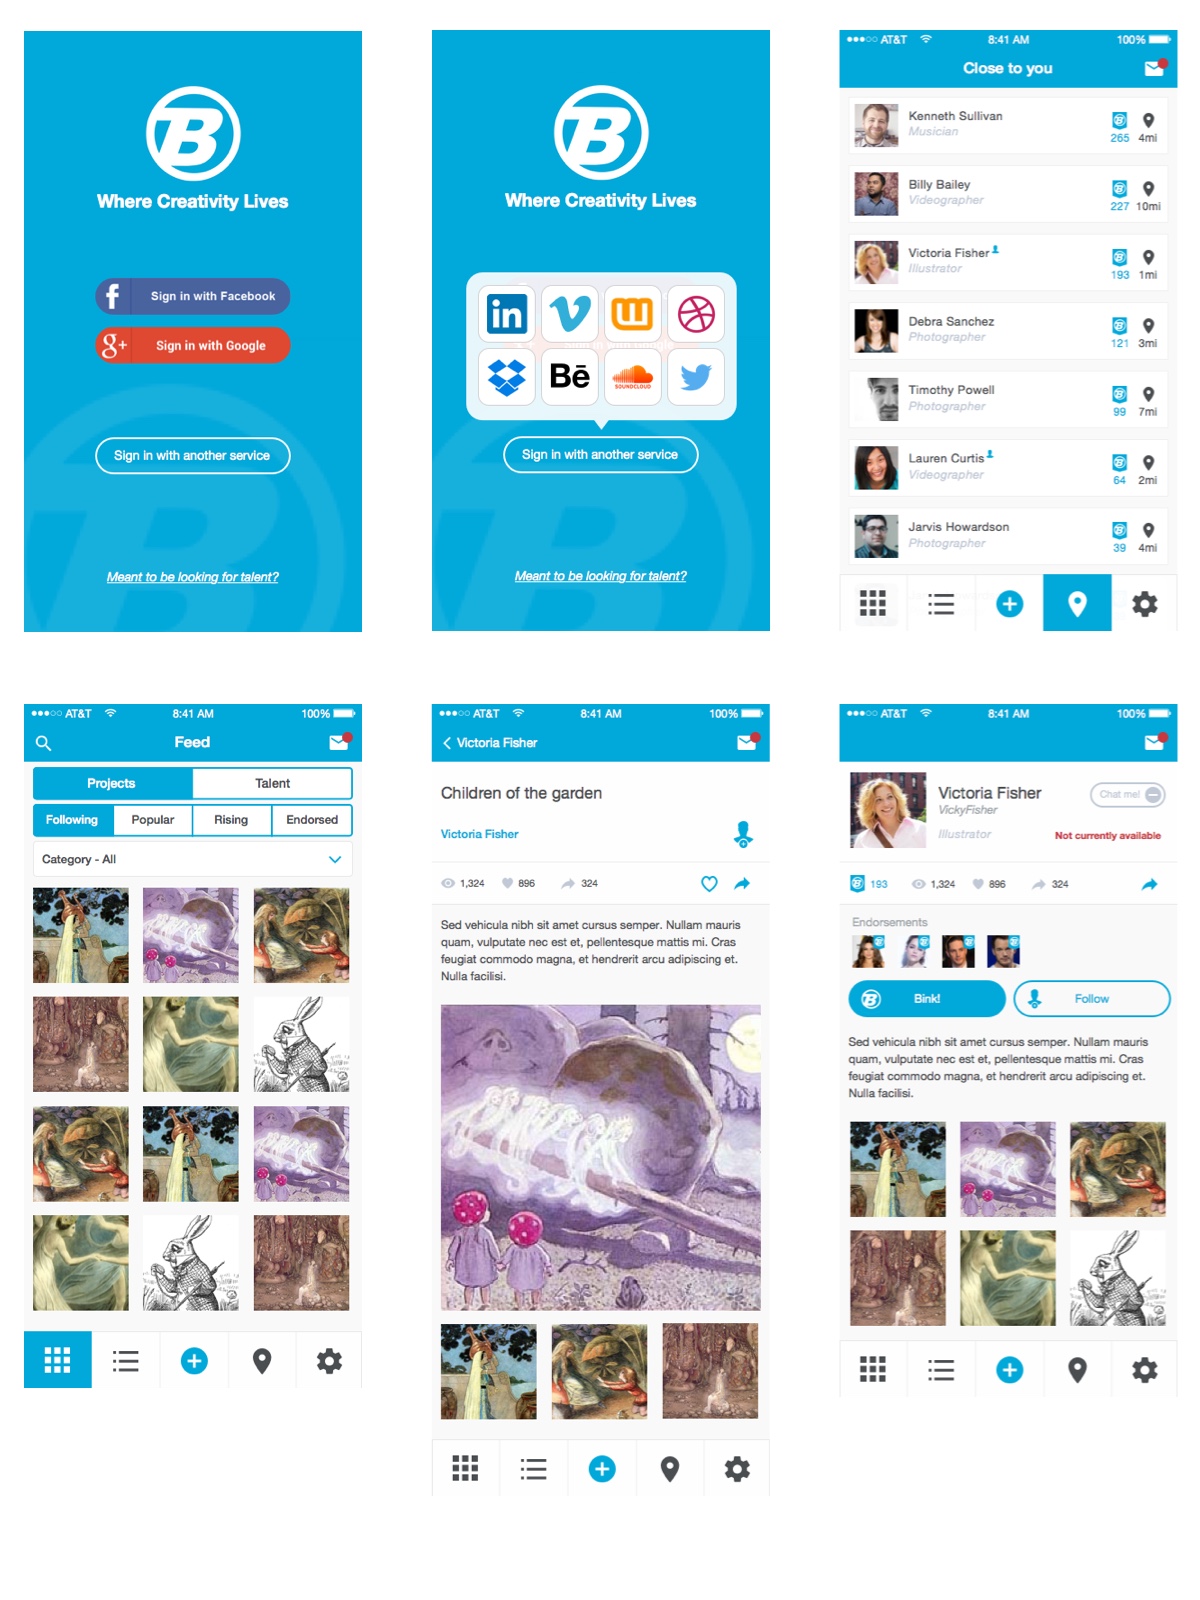 B
Where Creativity Lives
f Sign in with Facebook
g+ Sign in with Google
Sign in with another service
Meant to be looking for talent?
B
Where Creativity Lives
in
Bē
SOUNDCLOUD
Sign in with another service
Meant to be looking for talent?
AT&T 8:41 AM 100%
Close to you
Kenneth Sullivan
Musician
265 4mi
Billy Bailey
Videographer
227 10mi
Victoria Fisher
Illustrator
193 1mi
Debra Sanchez
Photographer
121 3mi
Timothy Powell
Photographer
99 7mi
Lauren Curtis
Videographer
64 2mi
Jarvis Howardson
Photographer
39 4mi
AT&T 8:41 AM 100%
Feed
Projects Talent
Following Popular Rising Endorsed
Category - All
AT&T 8:41 AM 100%
Victoria Fisher
Children of the garden
Victoria Fisher
1,324 896 324
Sed vehicula nibh sit amet cursus semper. Nullam mauris
quam, vulputate nec est et, pellentesque mattis mi. Cras
feugiat commodo magna, et hendrerit arcu adipiscing et.
Nulla facilisi.
AT&T 8:41 AM 100%
Victoria Fisher
VickyFisher
Chat me!
Illustrator
Not currently available
193 1,324 896 324
Endorsements
B Bink!
Follow
Sed vehicula nibh sit amet cursus semper. Nullam mauris
quam, vulputate nec est et, pellentesque mattis mi. Cras
feugiat commodo magna, et hendrerit arcu adipiscing et.
Nulla facilisi.